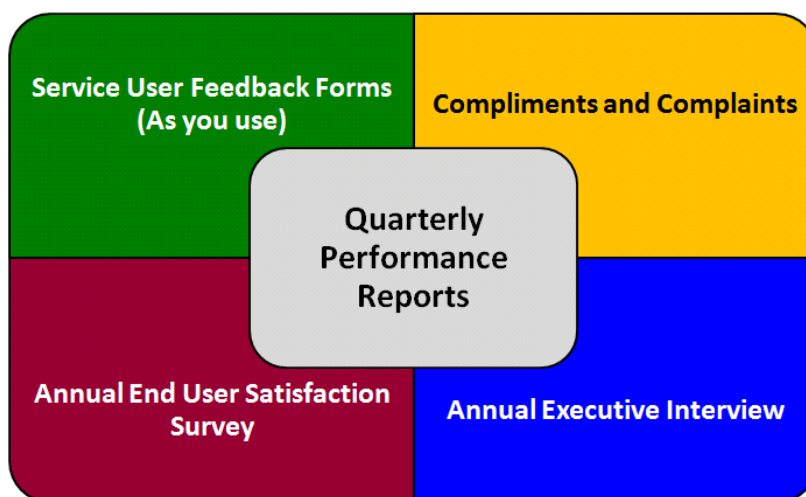 Service User Feedback Forms
(As you use)
Compliments and Complaints
Quarterly
Performance
Reports
Annual End User Satisfaction
Survey
Annual Executive Interview